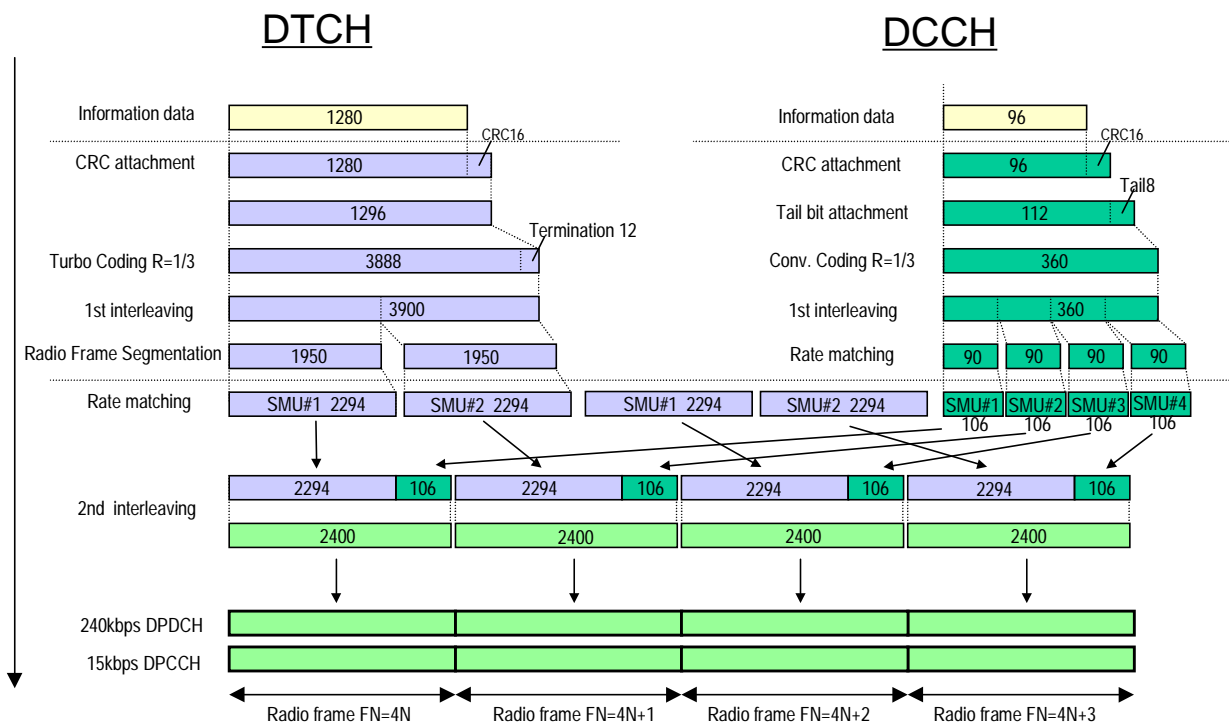 DTCH DCCH
Information data 1280 Information data 96
CRC16 CRC16
CRC attachment 1280 CRC attachment 96
Tail8
1296 Tail bit attachment 112
Termination 12
Turbo Coding R=1/3 3888 Conv. Coding R=1/3 360
1st interleaving 3900 1st interleaving 360
Radio Frame Segmentation 1950 1950 Rate matching 90 90 90 90
Rate matching SMU#1 2294 SMU#2 2294 SMU#1 2294 SMU#2 2294 SMU#1 SMU#2 SMU#3 SMU#4
106 106 106 106
2294 106 2294 106 2294 106 2294 106
2nd interleaving
2400 2400 2400 2400
240kbps DPDCH
15kbps DPCCH
Radio frame FN=4N Radio frame FN=4N+1 Radio frame FN=4N+2 Radio frame FN=4N+3